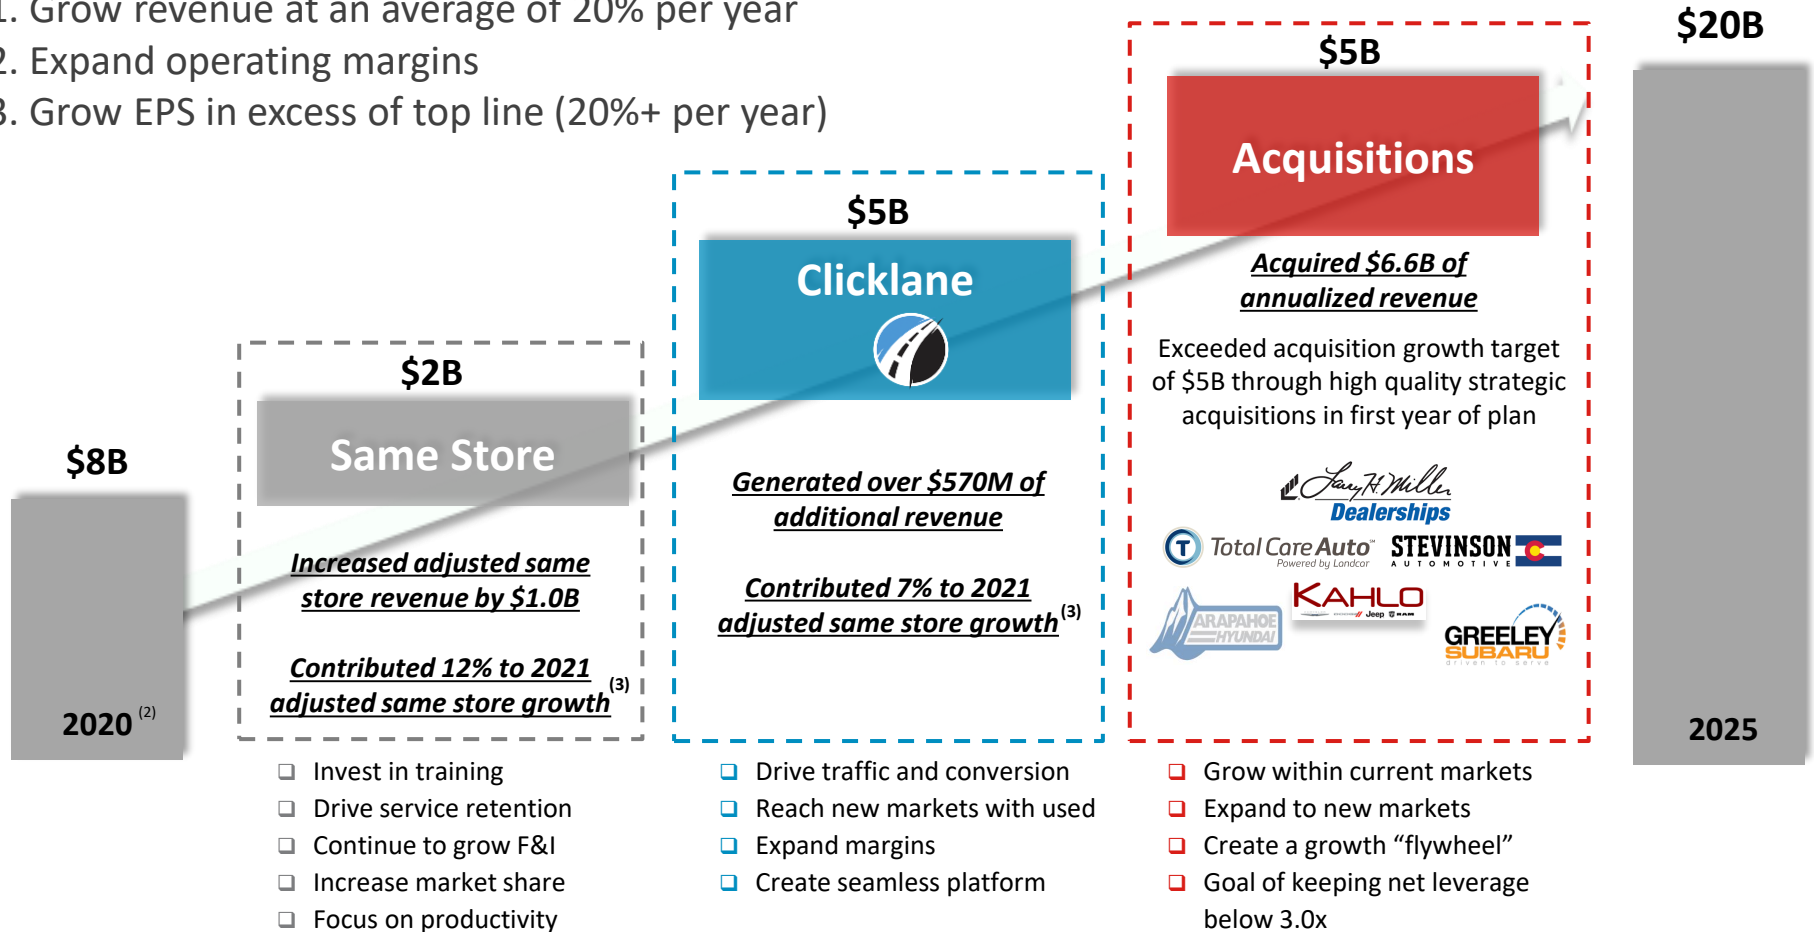 1. Grow revenue at an average of 20% per year
2. Expand operating margins
3. Grow EPS in excess of top line (20%+ per year)
$8B
2020 (2)
$2B
Same Store
Increased adjusted same
store revenue by $1.0B
Contributed 12% to 2021
adjusted same store growth(3)
❑ Invest in training
❑ Drive service retention
❑ Continue to grow F&I
❑ Increase market share
❑ Focus on productivity
$5B
Clicklane
Generated over $570M of
additional revenue
Contributed 7% to 2021
adjusted same store growth(3)
❑ Drive traffic and conversion
❑ Reach new markets with used
❑ Expand margins
❑ Create seamless platform
$5B
Acquisitions
Acquired $6.6B of
annualized revenue
Exceeded acquisition growth target
of $5B through high quality strategic
acquisitions in first year of plan
Larry H. Miller
Dealerships
T Total Care Auto℠
Powered by Landcar
STEVINSON
AUTOMOTIVE
ARAPAHOE
HYUNDAI
KAHLO
Jeep RAM
GREELEY
SUBARU
driven to serve
❑ Grow within current markets
❑ Expand to new markets
❑ Create a growth “flywheel”
❑ Goal of keeping net leverage
below 3.0x
$20B
2025